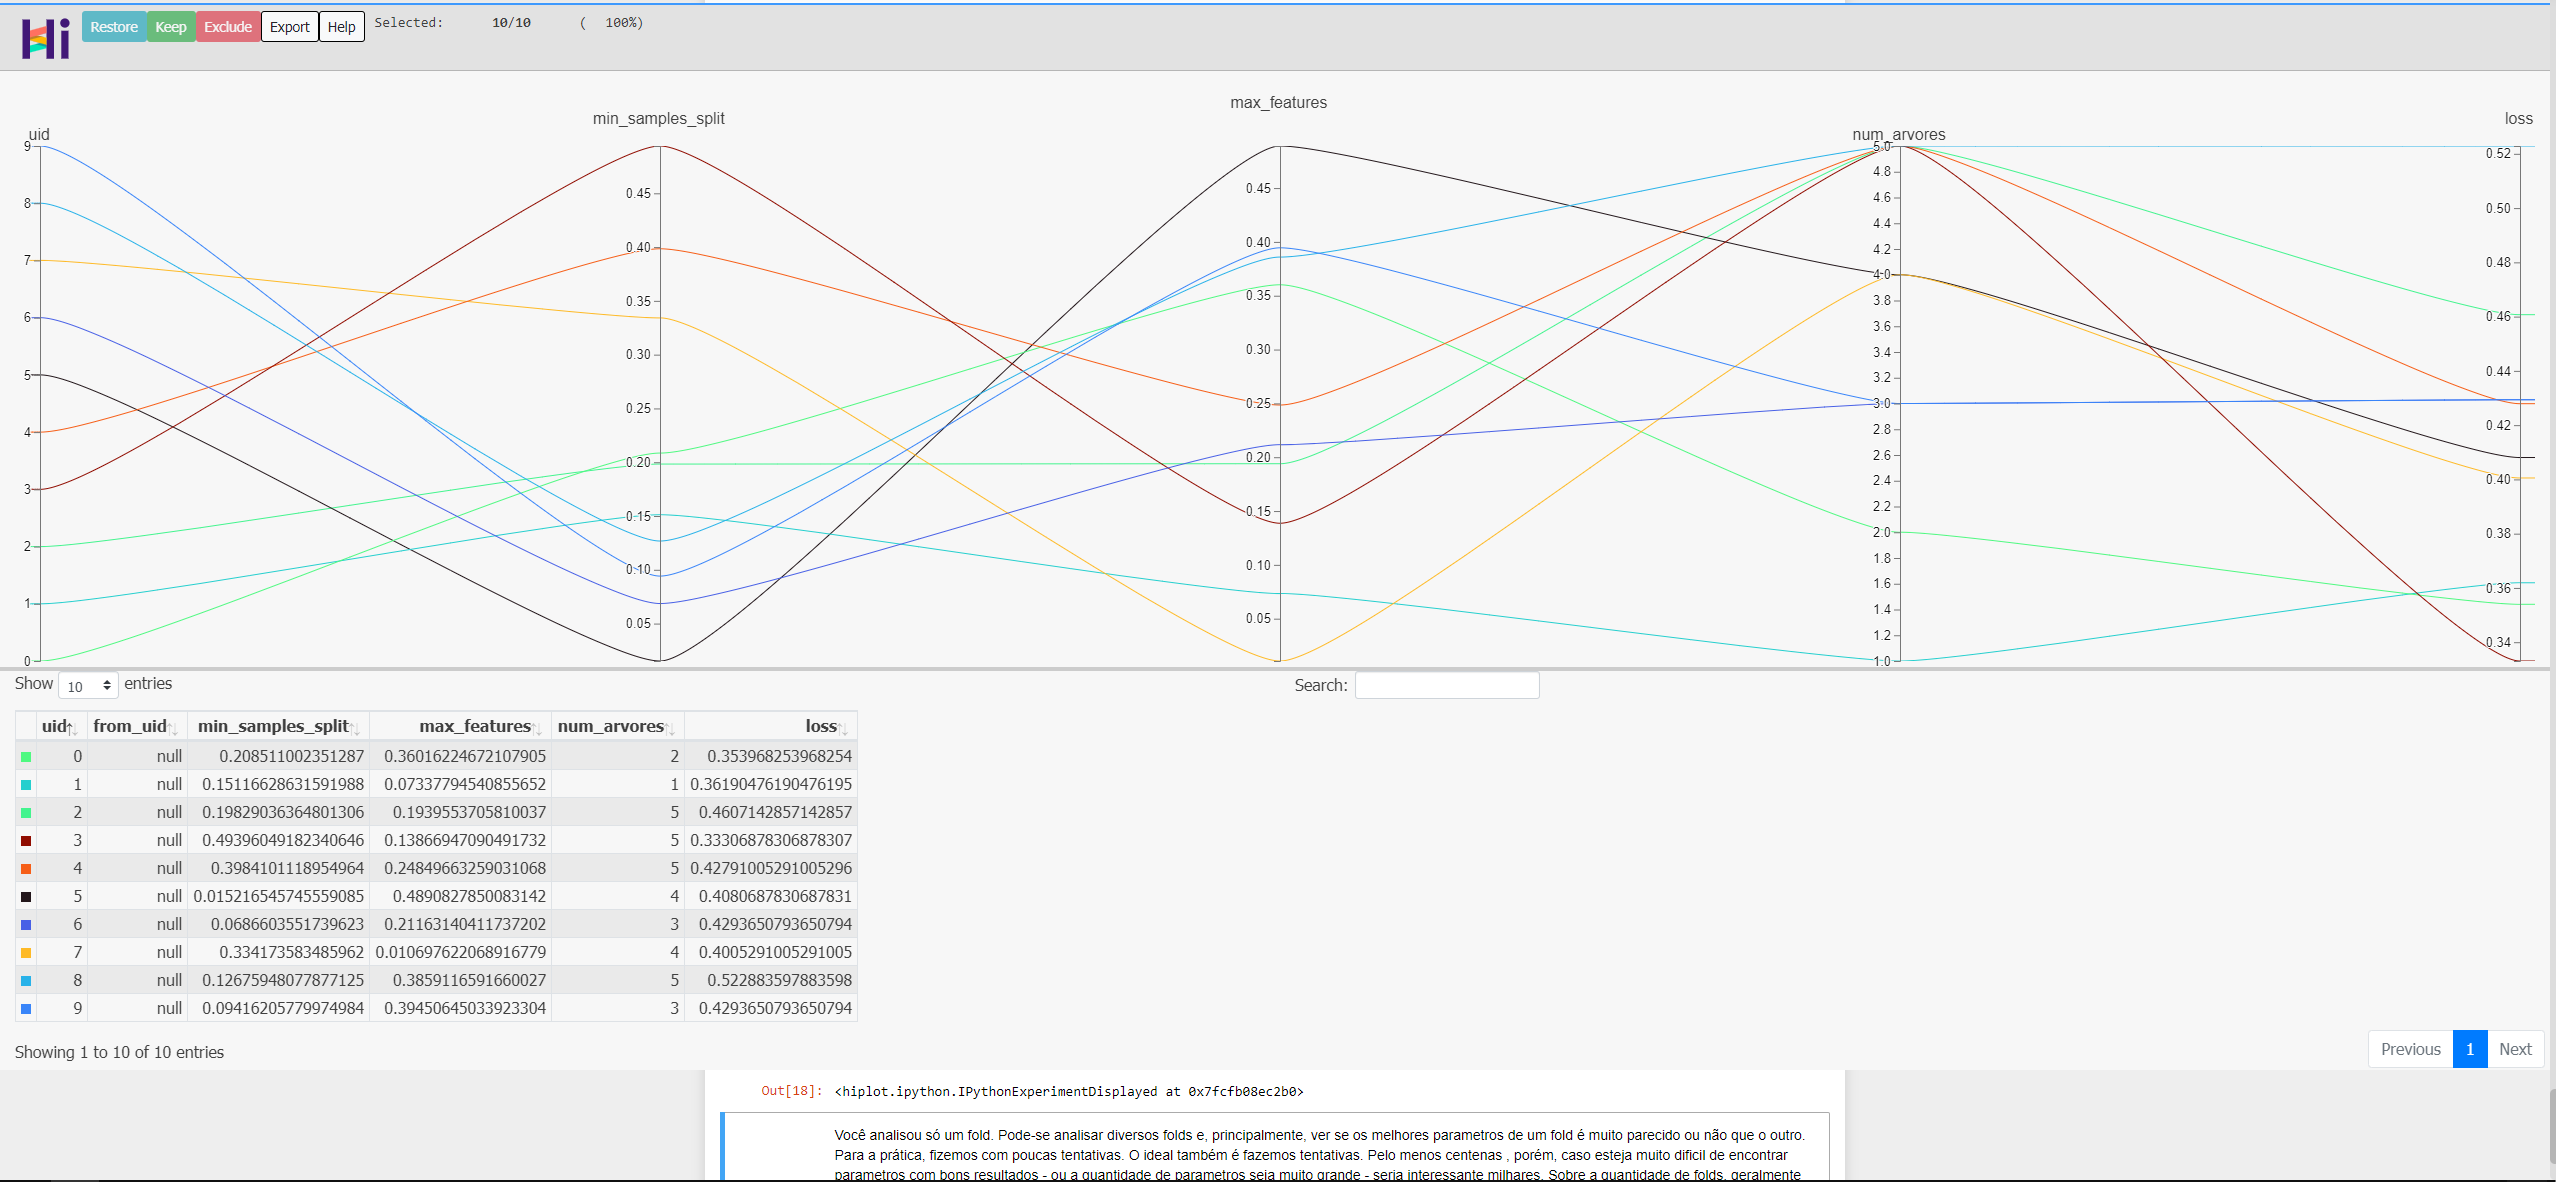 Hi Restore Keep Exclude Export Help Selected: 10/10 ( 100%)
max_features
min_samples_split loss
uid num_arvores
9 5.0 0.52
4.8
0.45 0.45 4.6
8 0.50
4.4
0.40 0.40 4.2
7 0.48
4.0
0.35 0.35 3.8
6 0.46
3.6
0.30 0.30 3.4
5 0.44
3.2
0.25 0.25 3.0
4 0.42
2.8
0.20 0.20 2.6
3 0.40
2.4
0.15 0.15 2.2
2 0.38
2.0
0.10 0.10 1.8
1 0.36
1.6
0.05 0.05 1.4
1.2 0.34
0 1.0
Show 10 entries Search:
uid from_uid min_samples_split max_features num_arvores loss
0 null 0.208511002351287 0.36016224672107905 2 0.353968253968254
1 null 0.15116628631591988 0.07337794540855652 1 0.36190476190476195
2 null 0.19829036364801306 0.1939553705810037 5 0.4607142857142857
3 null 0.49396049182340646 0.13866947090491732 5 0.33306878306878307
4 null 0.3984101118954964 0.24849663259031068 5 0.42791005291005296
5 null 0.015216545745559085 0.4890827850083142 4 0.4080687830687831
6 null 0.0686603551739623 0.21163140411737202 3 0.4293650793650794
7 null 0.334173583485962 0.010697622068916779 4 0.4005291005291005
8 null 0.12675948077877125 0.3859116591660027 5 0.522883597883598
9 null 0.09416205779974984 0.39450645033923304 3 0.4293650793650794
Showing 1 to 10 of 10 entries Previous 1 Next
Out[18]: <hiplot.ipython.IPythonExperimentDisplayed at 0x7fcfb08ec2b0>
Você analisou só um fold. Pode-se analisar diversos folds e, principalmente, ver se os melhores parametros de um fold é muito parecido ou não que o outro.
Para a prática, fizemos com poucas tentativas. O ideal também é fazemos tentativas. Pelo menos centenas , porém, caso esteja muito dificil de encontrar
parametros com bons resultados - ou a quantidade de parametros seja muito grande - seria interessante milhares. Sobre a quantidade de folds, geralmente